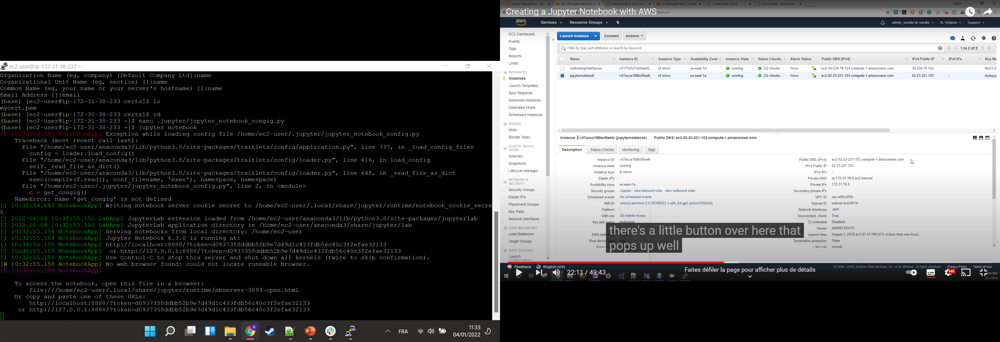 ec2-user@ip-172-31-38-233:~
Organization Name (eg, company) [Default Company Ltd]:name
Organizational Unit Name (eg, section) []:name
Common Name (eg, your name or your server's hostname) []:name
Email Address []:email
(base) [ec2-user@ip-172-31-38-233 certs]$ ls
mycert.pem
(base) [ec2-user@ip-172-31-38-233 certs]$ cd
(base) [ec2-user@ip-172-31-38-233 ~]$ nano .jupyter/jupyter_notebook_congig.py
(base) [ec2-user@ip-172-31-38-233 ~]$ jupyter notebook
[E 10:32:54.551 NotebookApp] Exception while loading config file /home/ec2-user/.jupyter/jupyter_notebook_config.py
Traceback (most recent call last):
File "/home/ec2-user/anaconda3/lib/python3.8/site-packages/traitlets/config/application.py", line 737, in _load_config_files
config = loader.load_config()
File "/home/ec2-user/anaconda3/lib/python3.8/site-packages/traitlets/config/loader.py", line 616, in load_config
self._read_file_as_dict()
File "/home/ec2-user/anaconda3/lib/python3.8/site-packages/traitlets/config/loader.py", line 648, in _read_file_as_dict
exec(compile(f.read(), conf_filename, 'exec'), namespace, namespace)
File "/home/ec2-user/.jupyter/jupyter_notebook_config.py", line 2, in <module>
c = get_congig()
NameError: name 'get_congig' is not defined
[I 10:32:54.640 NotebookApp] Writing notebook server cookie secret to /home/ec2-user/.local/share/jupyter/runtime/notebook_cookie_secre
t
[I 2022-01-04 10:32:55.150 LabApp] JupyterLab extension loaded from /home/ec2-user/anaconda3/lib/python3.8/site-packages/jupyterlab
[I 2022-01-04 10:32:55.150 LabApp] JupyterLab application directory is /home/ec2-user/anaconda3/share/jupyter/lab
[I 10:32:55.154 NotebookApp] Serving notebooks from local directory: /home/ec2-user
[I 10:32:55.154 NotebookApp] Jupyter Notebook 6.3.0 is running at:
[I 10:32:55.155 NotebookApp] http://localhost:8888/?token=d0937358ddbb52b9e7d49d1c433fdb56c40c3f2efae32133
[I 10:32:55.155 NotebookApp]  or http://127.0.0.1:8888/?token=d0937358ddbb52b9e7d49d1c433fdb56c40c3f2efae32133
[I 10:32:55.155 NotebookApp] Use Control-C to stop this server and shut down all kernels (twice to skip confirmation).
[W 10:32:55.158 NotebookApp] No web browser found: could not locate runnable browser.
[C 10:32:55.159 NotebookApp]
To access the notebook, open this file in a browser:
file:///home/ec2-user/.local/share/jupyter/runtime/nbserver-3893-open.html
Or copy and paste one of these URLs:
http://localhost:8888/?token=d0937358ddbb52b9e7d49d1c433fdb56c40c3f2efae32133
or http://127.0.0.1:8888/?token=d0937358ddbb52b9e7d49d1c433fdb56c40c3f2efae32133
FRA
11:33
04/01/2022
Jupyter Setup.html - dra EC2 Management Conso Connecting to Your Linu S3 Management Console :: Anaconda Cloud Downloads - Anaconda
Creating a Jupyter Notebook with AWS
aws Services Resource Groups admin_vondie @ vondie N. Virginia Support
EC2 Dashboard
Events
Tags
Reports
Limits
INSTANCES
Instances
Launch Templates
Spot Requests
Reserved Instances
Dedicated Hosts
Scheduled Instances
IMAGES
AMIs
Bundle Tasks
ELASTIC BLOCK
STORE
Volumes
Snapshots
Lifecycle Manager
NETWORK &
SECURITY
Security Groups
Elastic IPs
Placement Groups
Key Pairs
Network Interfaces
LOAD BALANCING
Load Balancers
Target Groups
AUTO SCALING
Launch
Configurations
Launch Instance Connect Actions
Filter by tags and attributes or search by keyword 1 to 2 of 2
Name Instance ID Instance Type Availability Zone Instance State Status Checks Alarm Status Public DNS (IPv4) IPv4 Public IP IPv6 IPs Key Na
nothotdogWebServer i-017331d7a556e92... t2.micro us-east-1d running 2/2 checks ... None ec2-34-234-76-124.compute-1.amazonaws.com 34.234.76.124 - MyEC2
jupyternotebook i-07acca188bcf0eefc t2.micro us-east-1a running 2/2 checks ... None ec2-52-23-221-103.compute-1.amazonaws.com 52.23.221.103 - mykeyp
Instance: i-07acca188bcf0eefc (jupyternotebook) Public DNS: ec2-52-23-221-103.compute-1.amazonaws.com
Description Status Checks Monitoring Tags
Instance ID i-07acca188bcf0eefc Public DNS (IPv4) ec2-52-23-221-103.compute-1.amazonaws.com
Instance state running IPv4 Public IP 52.23.221.103
Instance type t2.micro IPv6 IPs -
Elastic IPs Private DNS ip-172-31-18-5.ec2.internal
Availability zone us-east-1a Private IPs 172.31.18.5
Security groups Jupyter. view inbound rules. view outbound rules Secondary private IPs
Scheduled events No scheduled events VPC ID vpc-e90cd78e
AMI ID amzn2-ami-hvm-2.0.20180622.1-x86_64-gp2 (ami-b70554c8) Subnet ID subnet-4cdc9014
Platform - Network interfaces eth0
IAM role S3-Admin-Acess Source/dest. check True
Key pair name mykeypair T2 Unlimited Disabled
Owner 468997333175
EBS-optimized Launch time August 1, 2018 at 5:47:57 PM UTC-4 (less than one hour)
Root device type ebs Termination protection False
Lifecycle normal
there's a little button over here that
pops up well
Feedback English (US) © 2008 - 2018, Amazon Web Services, Inc. or its affiliates. All rights reserved. Privacy Policy Terms of Use
22:11 / 49:43
Faites défiler la page pour afficher plus de détails
HD
:05 PM
8/1/2018